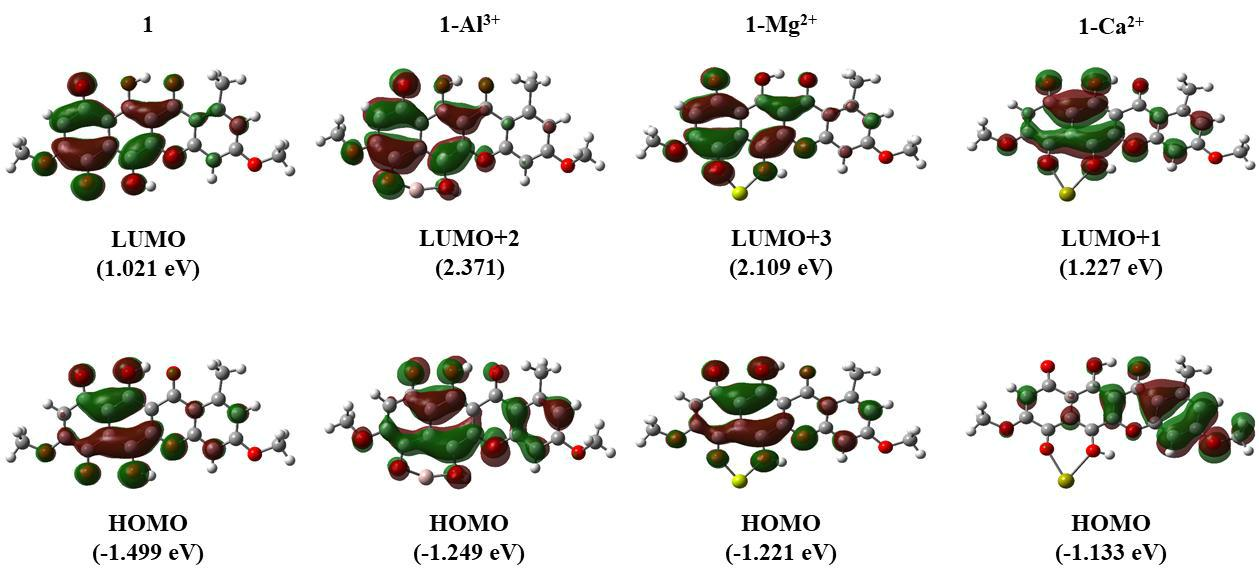 1 1-Al³⁺ 1-Mg²⁺ 1-Ca²⁺
LUMO LUMO+2 LUMO+3 LUMO+1
(1.021 eV) (2.371) (2.109 eV) (1.227 eV)
HOMO HOMO HOMO HOMO
(-1.499 eV) (-1.249 eV) (-1.221 eV) (-1.133 eV)